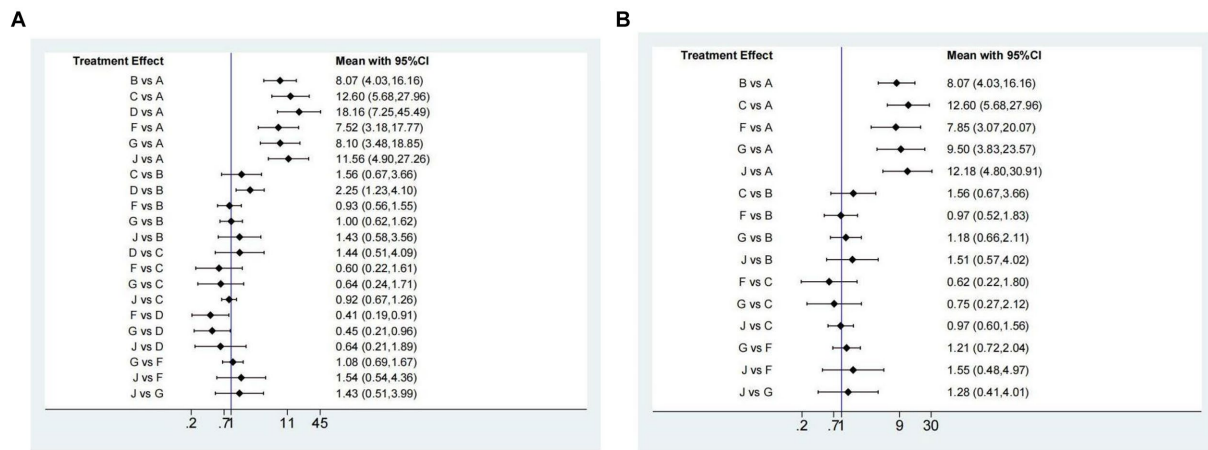 A
Treatment Effect Mean with 95%CI
B vs A 8.07 (4.03,16.16)
C vs A 12.60 (5.68,27.96)
D vs A 18.16 (7.25,45.49)
F vs A 7.52 (3.18,17.77)
G vs A 8.10 (3.48,18.85)
J vs A 11.56 (4.90,27.26)
C vs B 1.56 (0.67,3.66)
D vs B 2.25 (1.23,4.10)
F vs B 0.93 (0.56,1.55)
G vs B 1.00 (0.62,1.62)
J vs B 1.43 (0.58,3.56)
D vs C 1.44 (0.51,4.09)
F vs C 0.60 (0.22,1.61)
G vs C 0.64 (0.24,1.71)
J vs C 0.92 (0.67,1.26)
F vs D 0.41 (0.19,0.91)
G vs D 0.45 (0.21,0.96)
J vs D 0.64 (0.21,1.89)
G vs F 1.08 (0.69,1.67)
J vs F 1.54 (0.54,4.36)
J vs G 1.43 (0.51,3.99)
.2 .71 11 45
B
Treatment Effect Mean with 95%CI
B vs A 8.07 (4.03,16.16)
C vs A 12.60 (5.68,27.96)
F vs A 7.85 (3.07,20.07)
G vs A 9.50 (3.83,23.57)
J vs A 12.18 (4.80,30.91)
C vs B 1.56 (0.67,3.66)
F vs B 0.97 (0.52,1.83)
G vs B 1.18 (0.66,2.11)
J vs B 1.51 (0.57,4.02)
F vs C 0.62 (0.22,1.80)
G vs C 0.75 (0.27,2.12)
J vs C 0.97 (0.60,1.56)
G vs F 1.21 (0.72,2.04)
J vs F 1.55 (0.48,4.97)
J vs G 1.28 (0.41,4.01)
.2 .71 9 30